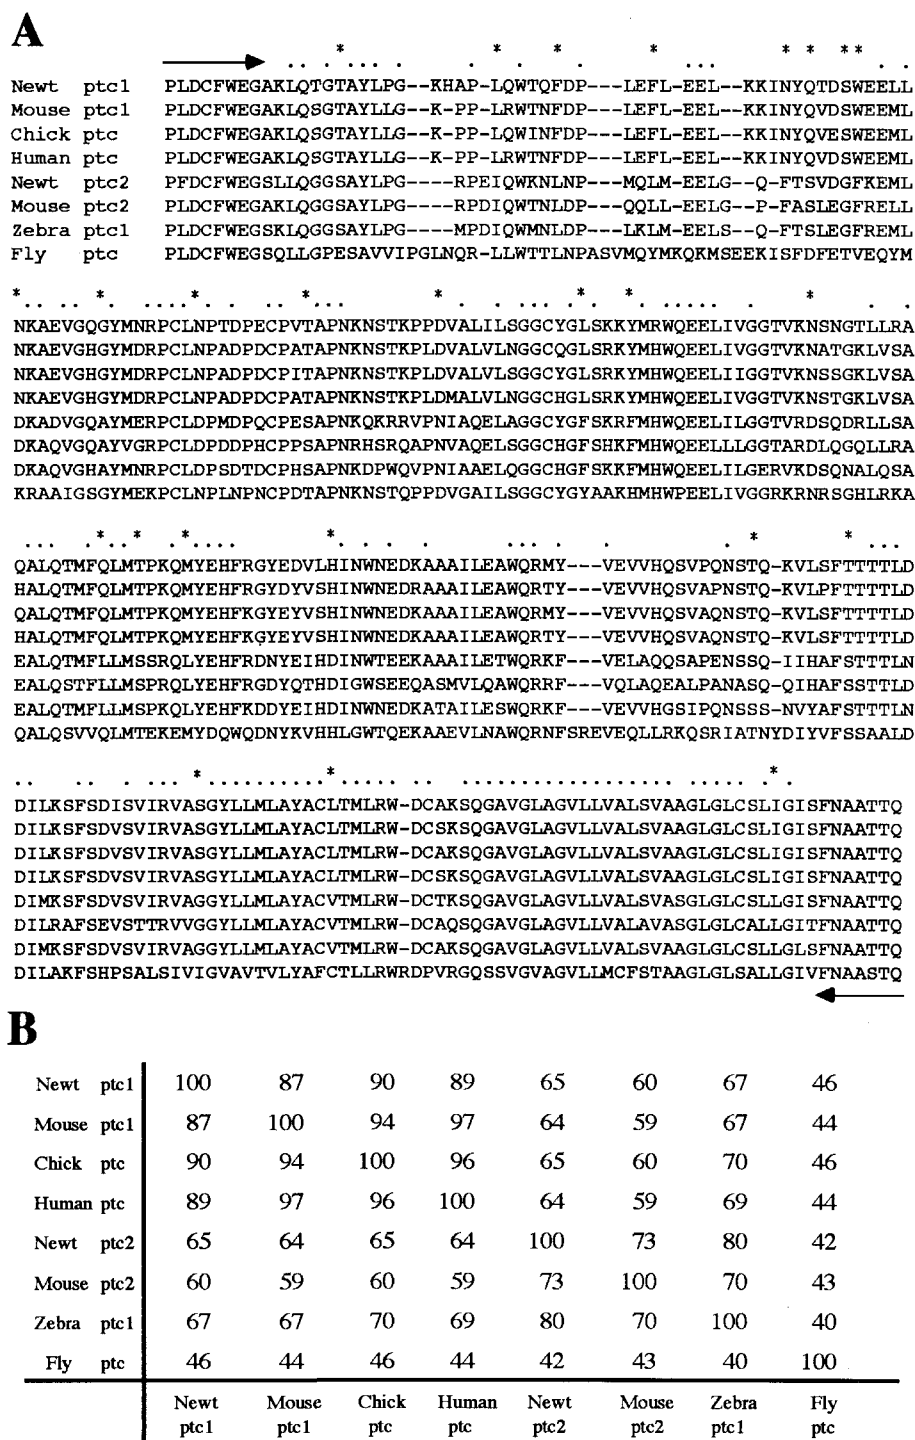 A
Newt ptc1 PLDCFWEGAKLQTGTAYLPG--KHAP-LQWTQFDP---LEFL-EEL--KKINYQTDSWEELL
Mouse ptc1 PLDCFWEGAKLQSGTAYLLG--K-PP-LRWTNFDP---LEFL-EEL--KKINYQVDSWEEML
Chick ptc PLDCFWEGAKLQSGTAYLLG--K-PP-LQWINFDP---LEFL-EEL--KKINYQVESWEEML
Human ptc PLDCFWEGAKLQSGTAYLLG--K-PP-LRWTNFDP---LEFL-EEL--KKINYQVDSWEEML
Newt ptc2 PFDCFWEGSLLQGGSAYLPG----RPEIQWKNLNP---MQLM-EELG--Q-FTSVDGFKEML
Mouse ptc2 PLDCFWEGAKLQGGSAYLPG----RPDIQWTNLDP---QQLL-EELG--P-FASLEGFRELL
Zebra ptc1 PLDCFWEGSKLQGGSAYLPG----MPDIQWMNLDP---LKLM-EELS--Q-FTSLEGFREML
Fly ptc PLDCFWEGSQLLGPESAVVIPGLNQR-LLWTTLNPASVMQYMKQKMSEEKISFDFETVEQYM
NKAEVGQGYMNRPCLNPTDPECPVTAPNKNSTKPPDVALILSGGCYGLSKKYMRWQEELIVGGTVKNSNGTLLRA
NKAEVGHGYMDRPCLNPADPDCPATAPNKNSTKPLDVALVLNGGCQGLSRKYMHWQEELIVGGTVKNATGKLVSA
NKAEVGHGYMDRPCLNPADPDCPITAPNKNSTKPLDVALVLSGGCYGLSRKYMHWQEELIIGGTVKNSSGKLVSA
NKAEVGHGYMDRPCLNPADPDCPATAPNKNSTKPLDMALVLNGGCHGLSRKYMHWQEELIVGGTVKNSTGKLVSA
DKADVGQAYMERPCLDPMDPQCPESAPNKQKRRVPNIAQELAGGCYGFSKRFMHWQEELILGGTVRDSQDRLLSA
DKAQVGQAYVGRPCLDPDDPHCPPSAPNRHSRQAPNVAQELSGGCHGFSHKFMHWQEELLLGGTARDLQGQLLRA
DKAQVGHAYMNRPCLDPSDTDCPHSAPNKDPWQVPNIAAELQGGCHGFSKKFMHWQEELILGERVKDSQNALQSA
KRAAIGSGYMEKPCLNPLNPNCPDTAPNKNSTQPPDVGAILSGGCYGYAAKHMHWPEELIVGGRKRNRSGHLRKA
QALQTMFQLMTPKQMYEHFRGYEDVLHINWNEDKAAAILEAWQRMY---VEVVHQSVPQNSTQ-KVLSFTTTTLD
HALQTMFQLMTPKQMYEHFRGYDYVSHINWNEDRAAAILEAWQRTY---VEVVHQSVAPNSTQ-KVLPFTTTTLD
QALQTMFQLMTPKQMYEHFKGYEYVSHINWNEDKAAAILEAWQRMY---VEVVHQSVAQNSTQ-KVLSFTTTTLD
HALQTMFQLMTPKQMYEHFKGYEYVSHINWNEDKAAAILEAWQRTY---VEVVHQSVAQNSTQ-KVLSFTTTTLD
EALQTMFLLMSSRQLYEHFRDNYEIHDINWTEEKAAAILETWQRKF---VELAQQSAPENSSQ-IIHAFSTTTLN
EALQSTFLLMSPRQLYEHFRGDYQTHDIGWSEEQASMVLQAWQRRF---VQLAQEALPANASQ-QIHAFSSTTLD
EALQTMFLLMSPKQLYEHFKDDYEIHDINWNEDKATAILESWQRKF---VEVVHGSIPQNSSS-NVYAFSTTTLN
QALQSVVQLMTEKEMYDQWQDNYKVHHLGWTQEKAAEVLNAWQRNFSREVEQLLRKQSRIATNYDIYVFSSAALD
DILKSFSDISVIRVASGYLLMLAYACLTMLRW-DCAKSQGAVGLAGVLLVALSVAAGLGLCSLIGISFNAATTQ
DILKSFSDVSVIRVASGYLLMLAYACLTMLRW-DCSKSQGAVGLAGVLLVALSVAAGLGLCSLIGISFNAATTQ
DILKSFSDVSVIRVASGYLLMLAYACLTMLRW-DCAKSQGAVGLAGVLLVALSVAAGLGLCSLIGISFNAATTQ
DILKSFSDVSVIRVASGYLLMLAYACLTMLRW-DCSKSQGAVGLAGVLLVALSVAAGLGLCSLIGISFNAATTQ
DIMKSFSDVSVIRVAGGYLLMLAYACVTMLRW-DCTKSQGAVGLAGVLLVALSVASGLGLCSLLGISFNAATTQ
DILRAFSEVSTTRVVGGYLLMLAYACVTMLRW-DCAQSQGAVGLAGVLLVALAVASGLGLCALLGITFNAATTQ
DIMKSFSDVSVIRVAGGYLLMLAYACVTMLRW-DCAKSQGAVGLAGVLLVALSVAAGLGLCSLLGLSFNAATTQ
DILAKFSHPSALSIVIGVAVTVLYAFCTLLRWRDPVRGQSSVGVAGVLLMCFSTAAGLGLSALLGIVFNAASTQ
B
Newt ptc1 100 87 90 89 65 60 67 46
Mouse ptc1 87 100 94 97 64 59 67 44
Chick ptc 90 94 100 96 65 60 70 46
Human ptc 89 97 96 100 64 59 69 44
Newt ptc2 65 64 65 64 100 73 80 42
Mouse ptc2 60 59 60 59 73 100 70 43
Zebra ptc1 67 67 70 69 80 70 100 40
Fly ptc 46 44 46 44 42 43 40 100
Newt Mouse Chick Human Newt Mouse Zebra Fly
ptc1 ptc1 ptc ptc ptc2 ptc2 ptc1 ptc